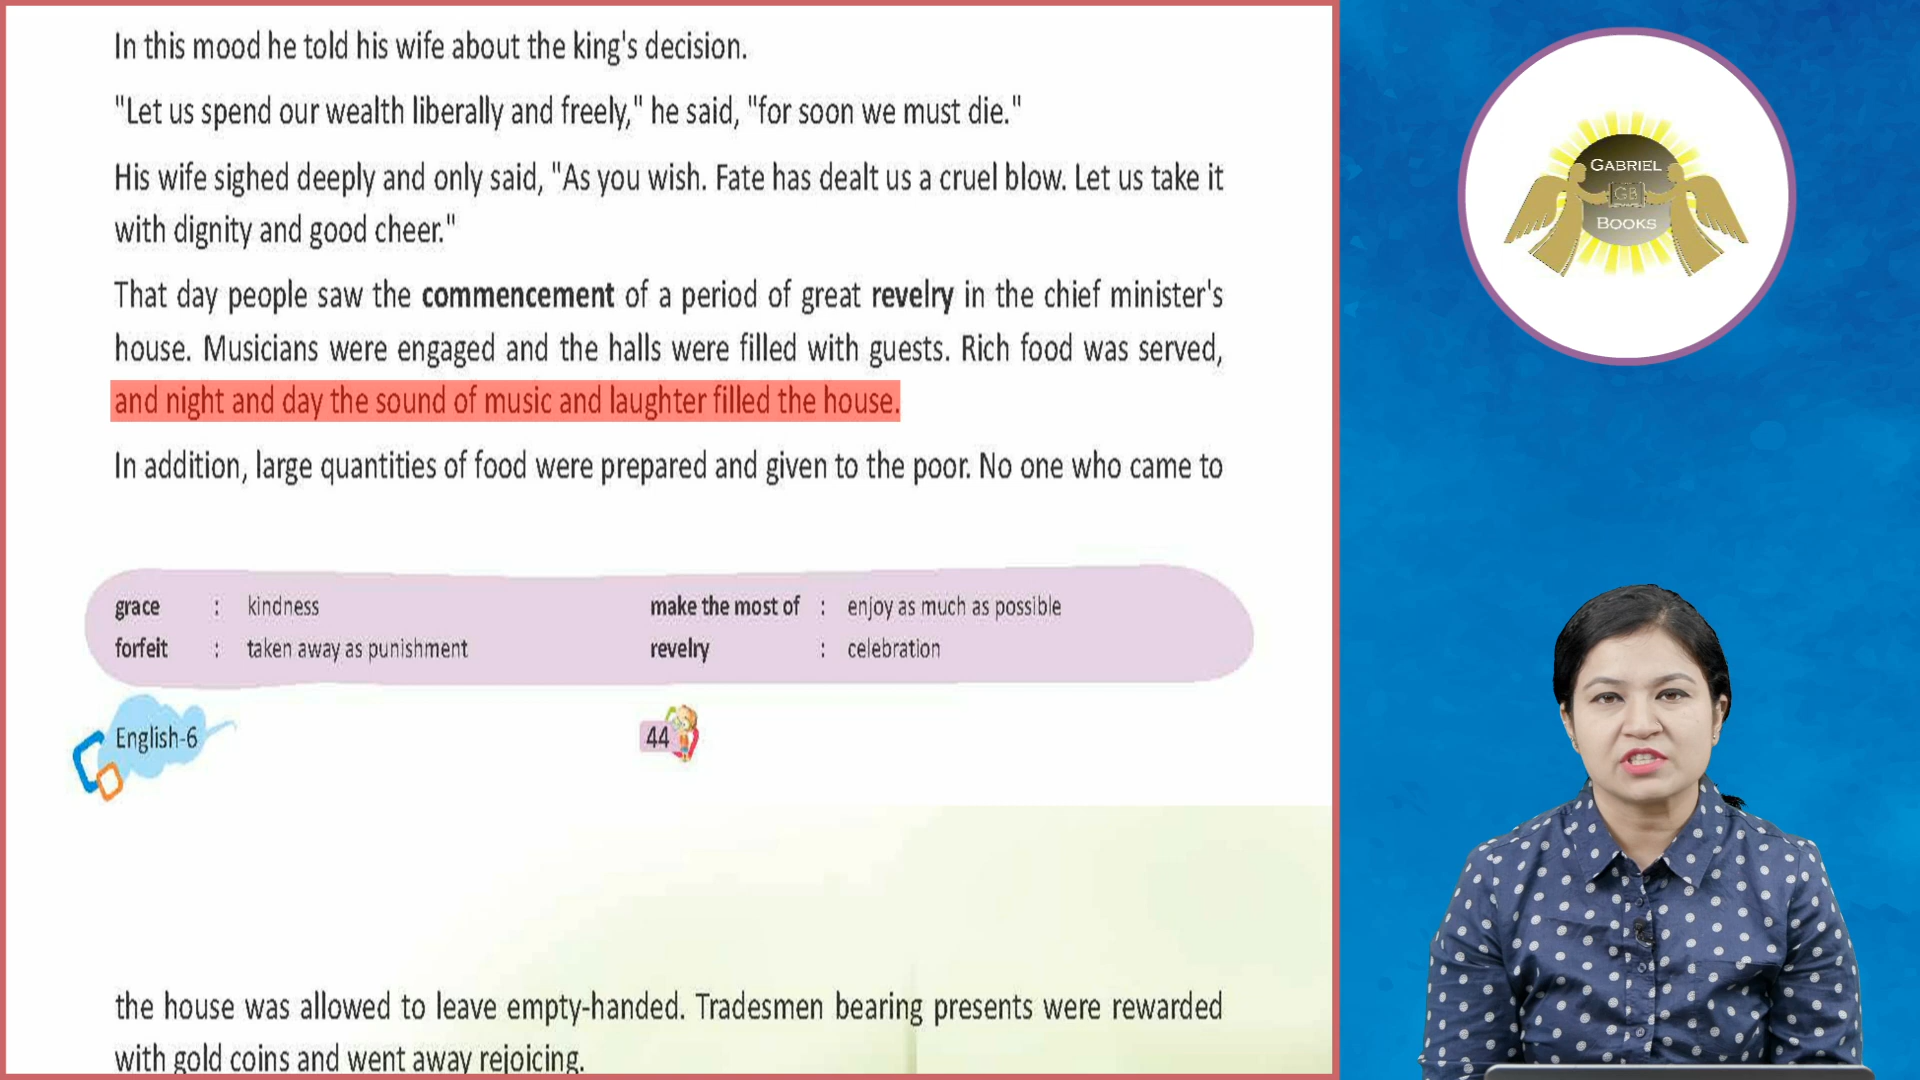 In this mood he told his wife about the king's decision.
"Let us spend our wealth liberally and freely," he said, "for soon we must die."
His wife sighed deeply and only said, "As you wish. Fate has dealt us a cruel blow. Let us take it
with dignity and good cheer."
That day people saw the commencement of a period of great revelry in the chief minister's
house. Musicians were engaged and the halls were filled with guests. Rich food was served,
and night and day the sound of music and laughter filled the house.
In addition, large quantities of food were prepared and given to the poor. No one who came to
grace : kindness
make the most of : enjoy as much as possible
forfeit : taken away as punishment
revelry : celebration
English-6
44
the house was allowed to leave empty-handed. Tradesmen bearing presents were rewarded
with gold coins and went away rejoicing.
GABRIEL
GB
BOOKS